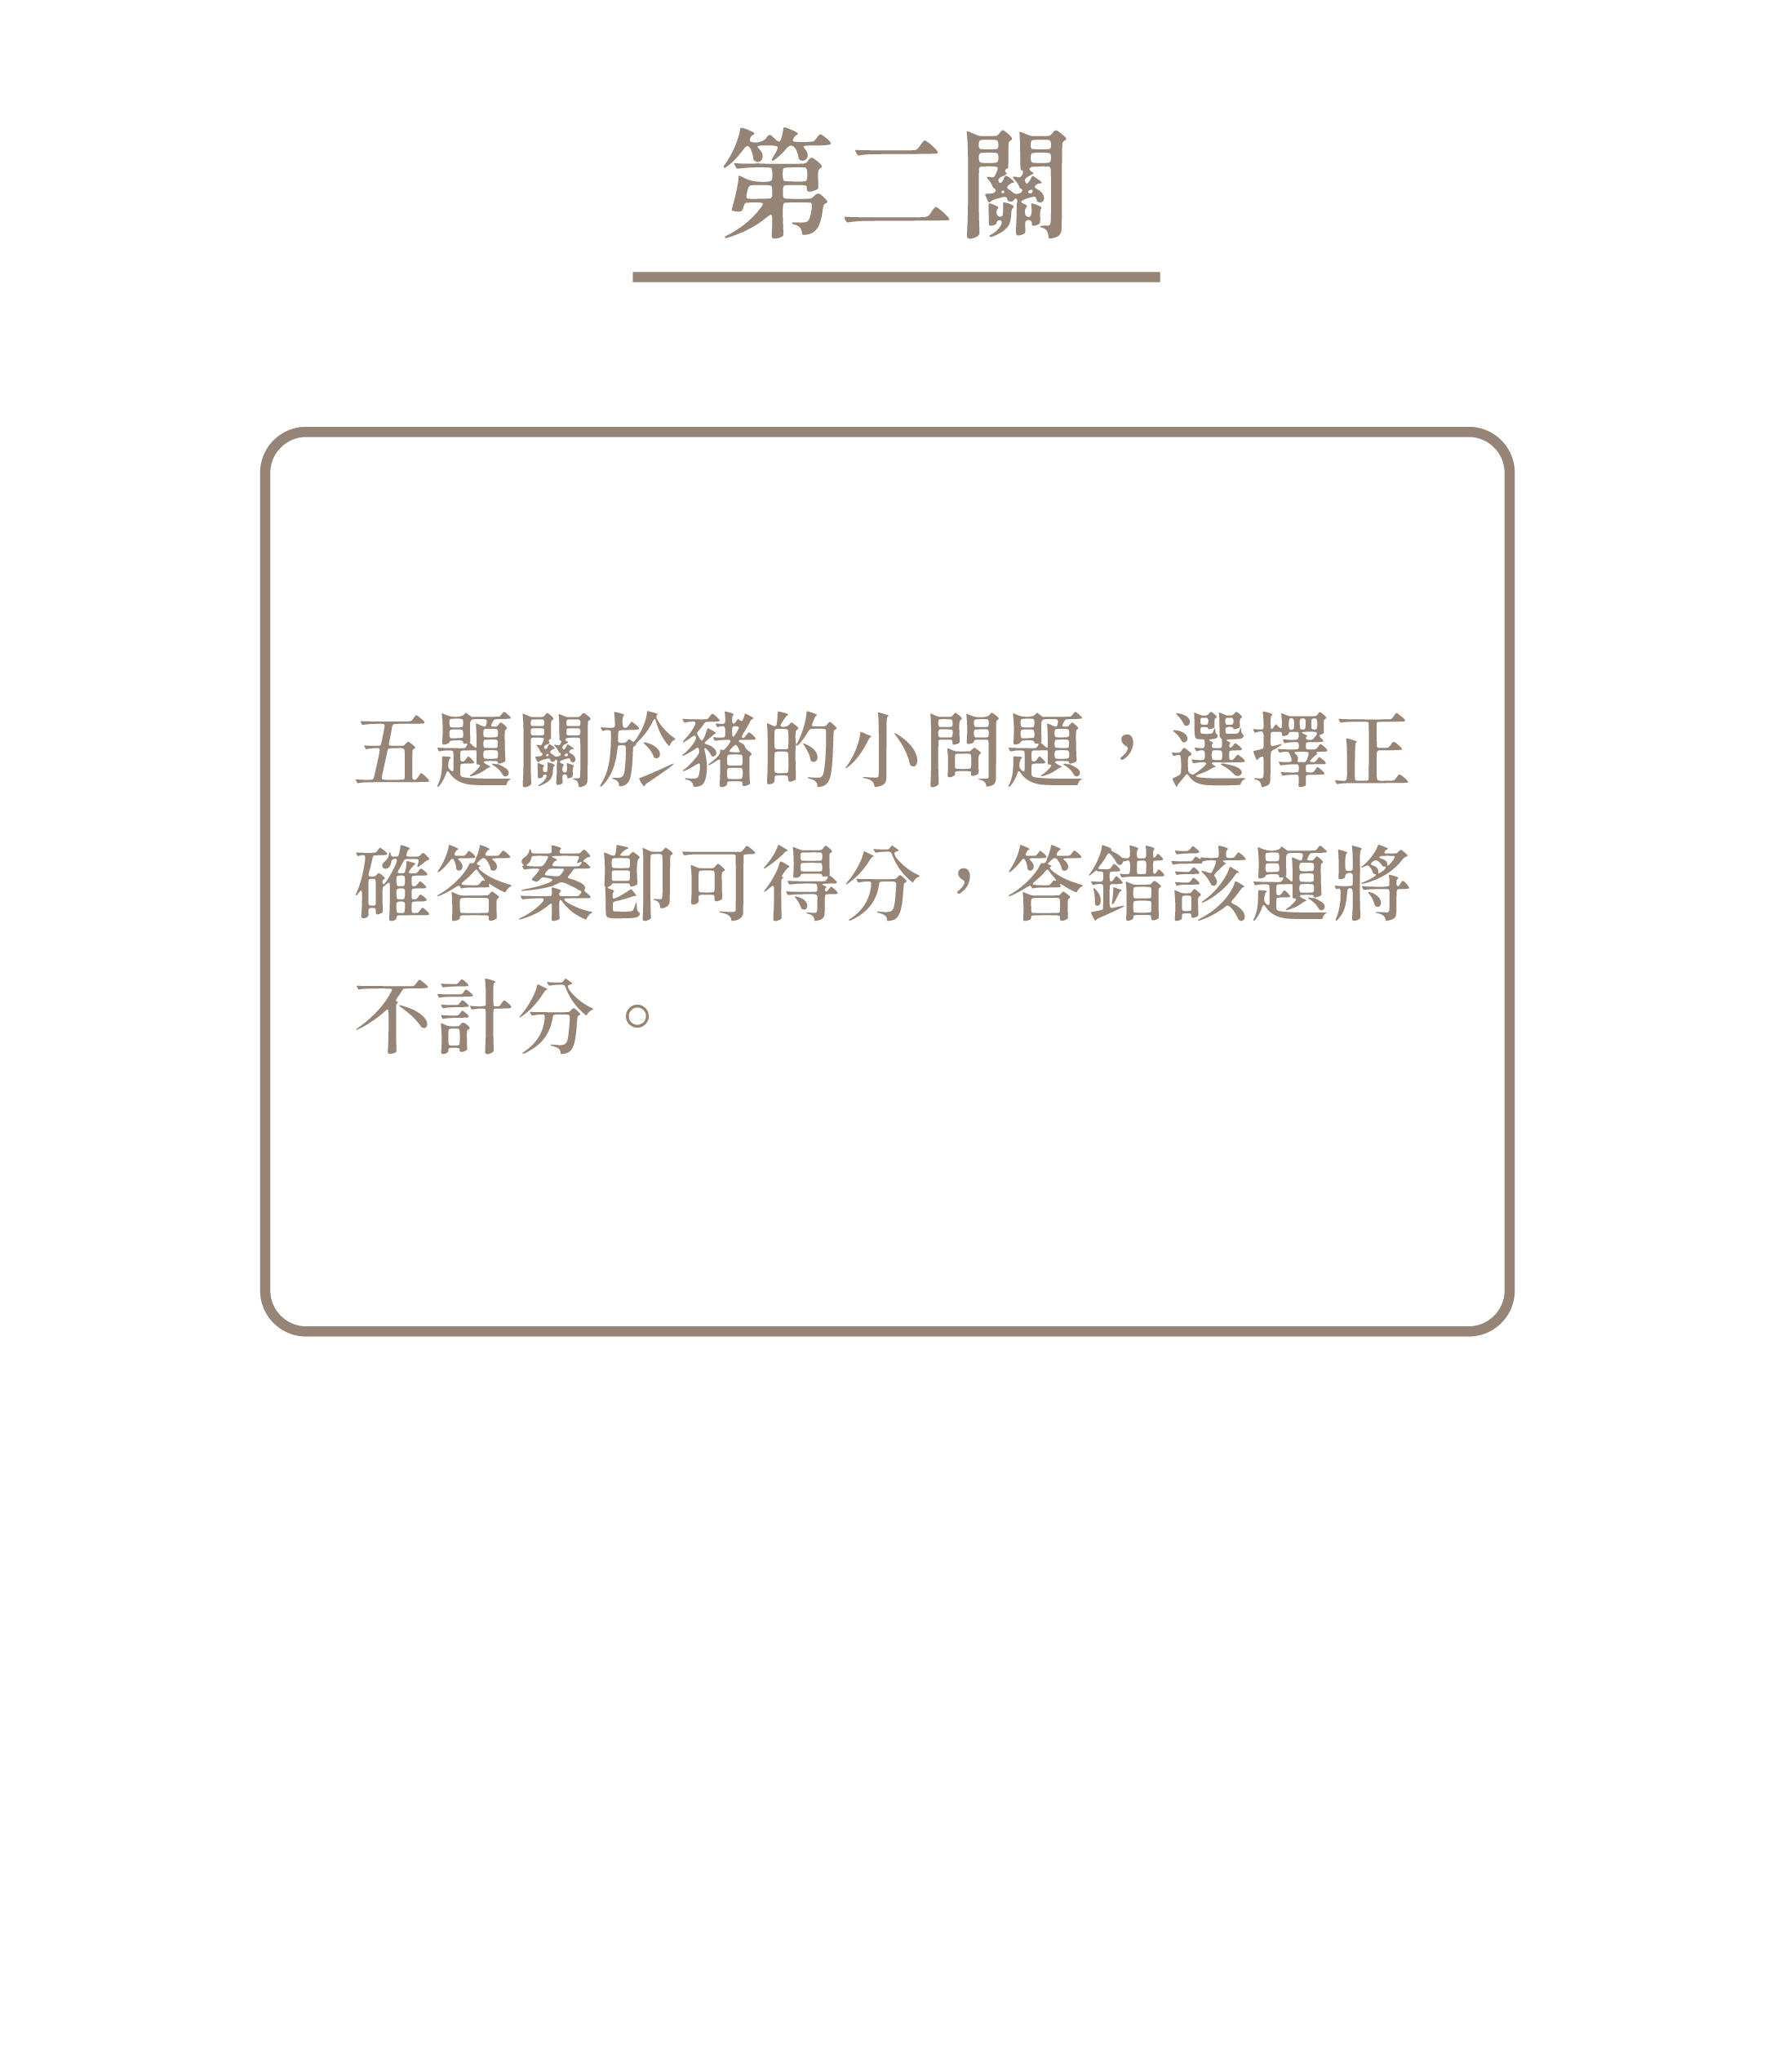 第二關
五題關於貓的小問題，選擇正
確答案即可得分，答錯該題將
不計分。